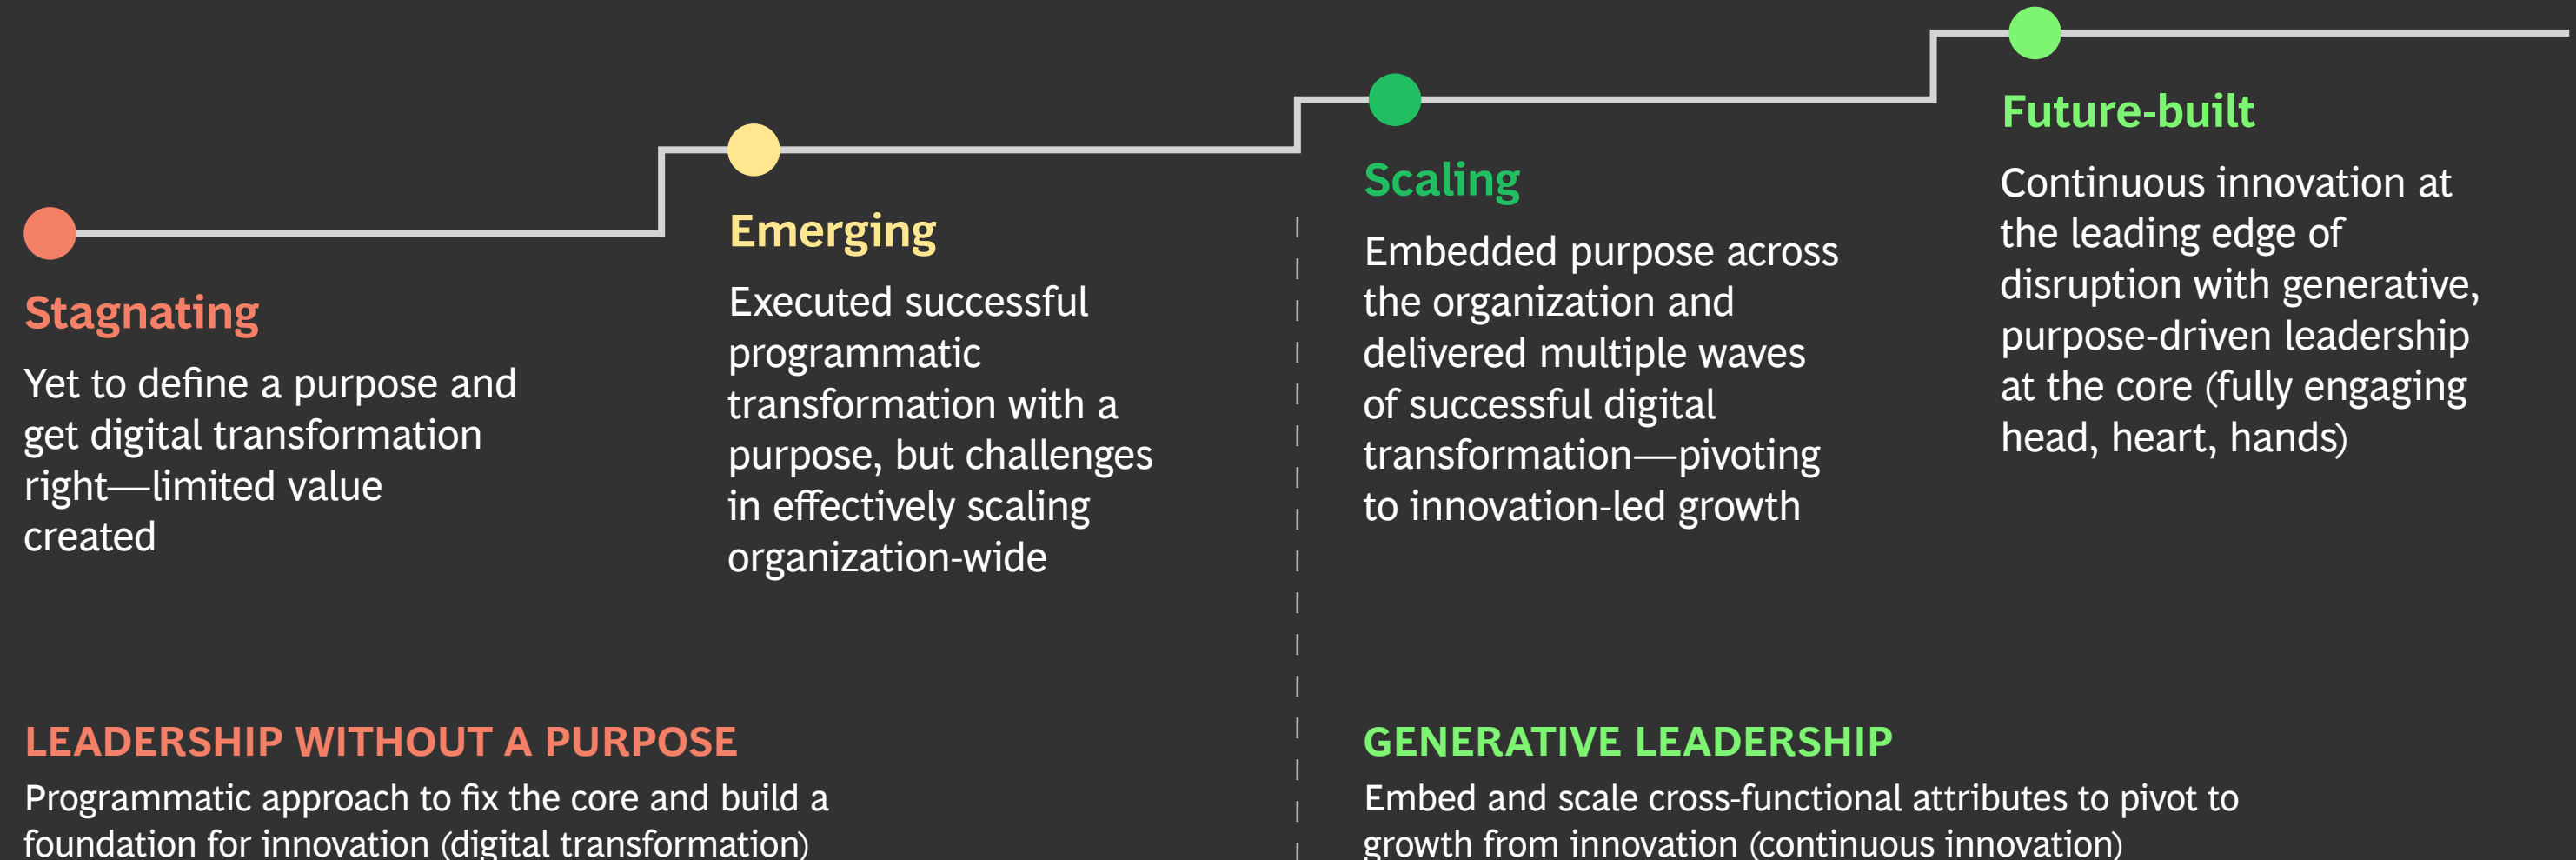 Stagnating
Yet to define a purpose and
get digital transformation
right—limited value
created
Emerging
Executed successful
programmatic
transformation with a
purpose, but challenges
in effectively scaling
organization-wide
Scaling
Embedded purpose across
the organization and
delivered multiple waves
of successful digital
transformation—pivoting
to innovation-led growth
Future-built
Continuous innovation at
the leading edge of
disruption with generative,
purpose-driven leadership
at the core (fully engaging
head, heart, hands)
LEADERSHIP WITHOUT A PURPOSE
Programmatic approach to fix the core and build a
foundation for innovation (digital transformation)
GENERATIVE LEADERSHIP
Embed and scale cross-functional attributes to pivot to
growth from innovation (continuous innovation)